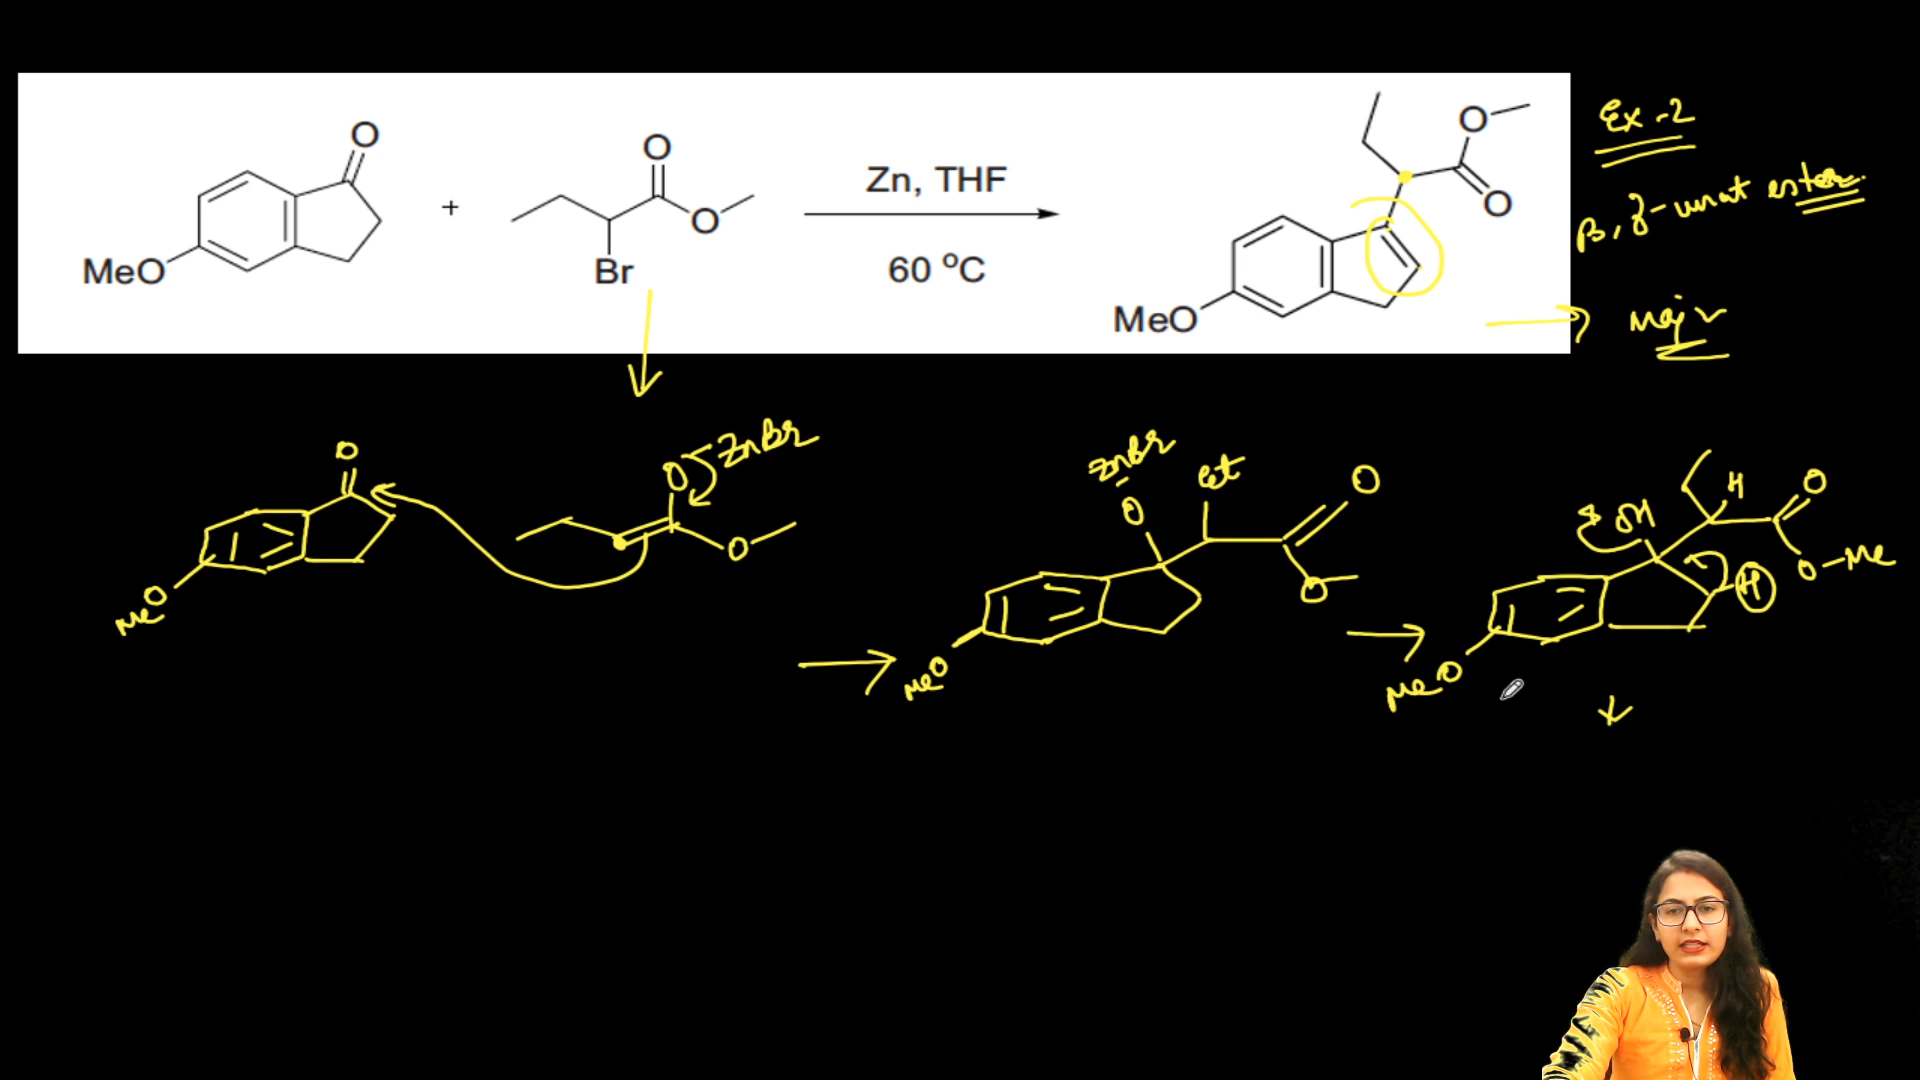 O
O
O
Br
MeO
+
Zn, THF
60 °C
O
O
MeO
Ex-2
β, γ-unsat ester
Major
O
MeO
O ZnBr
O
ZnBr
O
Et
O
O
MeO
OH
H
O
O-Me
H
MeO